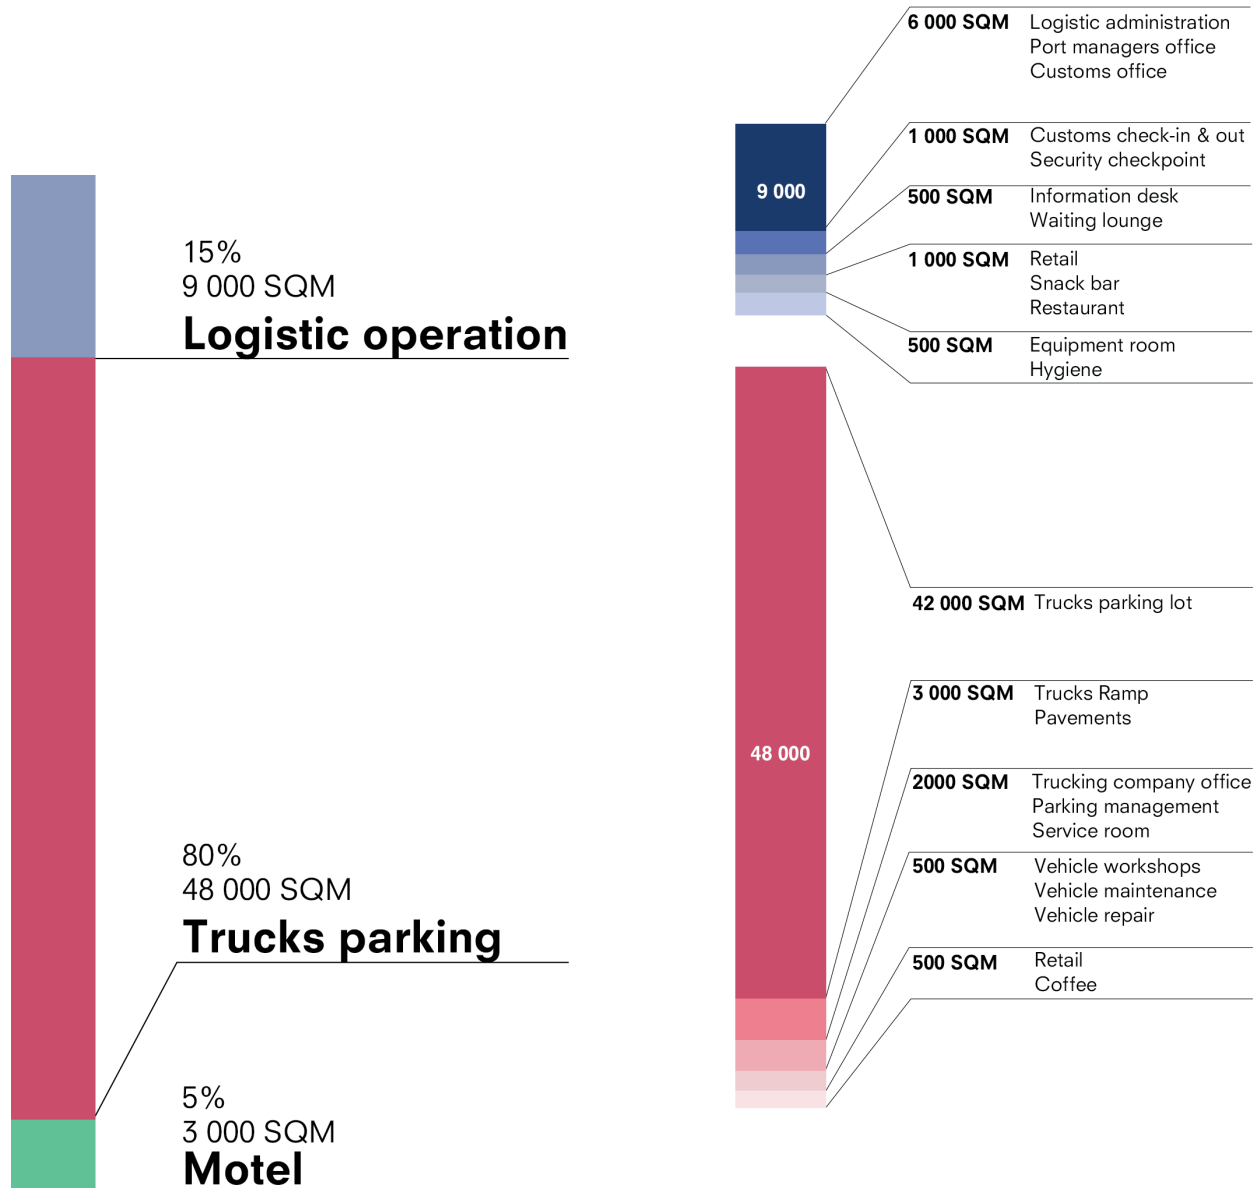 15%
9 000 SQM
Logistic operation
80%
48 000 SQM
Trucks parking
5%
3 000 SQM
Motel
9 000
6 000 SQM Logistic administration
Port managers office
Customs office
1 000 SQM Customs check-in & out
Security checkpoint
500 SQM Information desk
Waiting lounge
1 000 SQM Retail
Snack bar
Restaurant
500 SQM Equipment room
Hygiene
48 000
42 000 SQM Trucks parking lot
3 000 SQM Trucks Ramp
Pavements
2000 SQM Trucking company office
Parking management
Service room
500 SQM Vehicle workshops
Vehicle maintenance
Vehicle repair
500 SQM Retail
Coffee